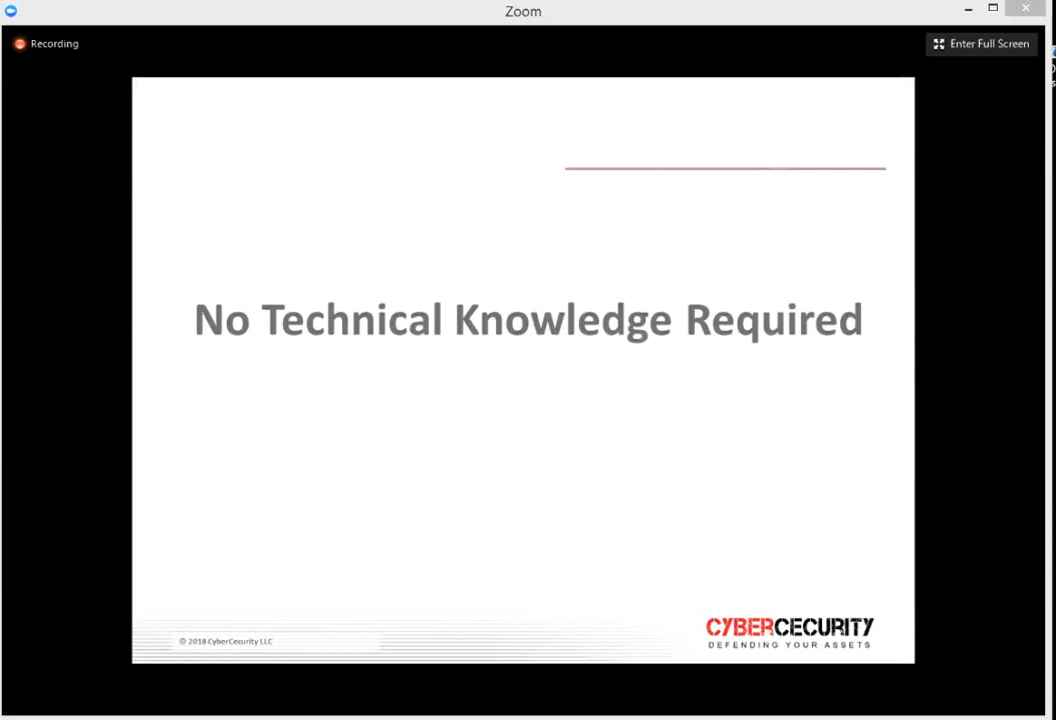 Zoom
Recording
Enter Full Screen
No Technical Knowledge Required
© 2018 CyberCecurity LLC
CYBERCECURITY
DEFENDING YOUR ASSETS